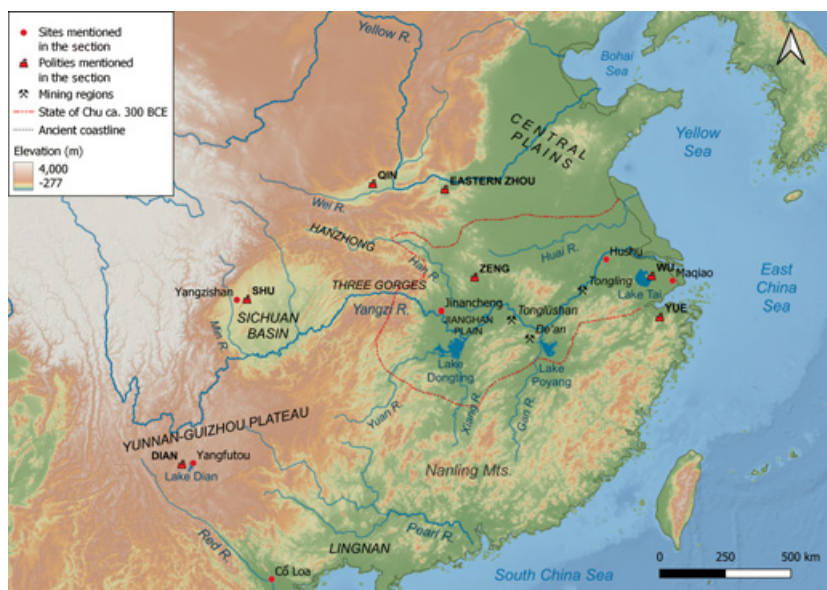 Sites mentioned
in the section
Polities mentioned
in the section
Mining regions
State of Chu ca. 300 BCE
Ancient coastline
Elevation (m)
4,000
-277
Yellow R.
Bohai
Sea
CENTRAL
PLAINS
Yellow
Sea
QIN
EASTERN ZHOU
Wei R.
HANZHONG
Han R.
Huai R.
Hushu
ZENG
WU
Maqiao
East
China
Sea
THREE GORGES
Tongling
Lake Tai
Yangzishan
SHU
SICHUAN
BASIN
Min R.
Yangzi R.
Jinancheng
JIANGHAN
PLAIN
Tonglüshan
De'an
YUE
Lake
Dongting
Lake
Poyang
Yuan R.
Xiang R.
Gan R.
YUNNAN-GUIZHOU PLATEAU
DIAN
Yangfutou
Lake Dian
Nanling Mts.
Red R.
Pearl R.
LINGNAN
Cổ Loa
South China Sea
0 250 500 km